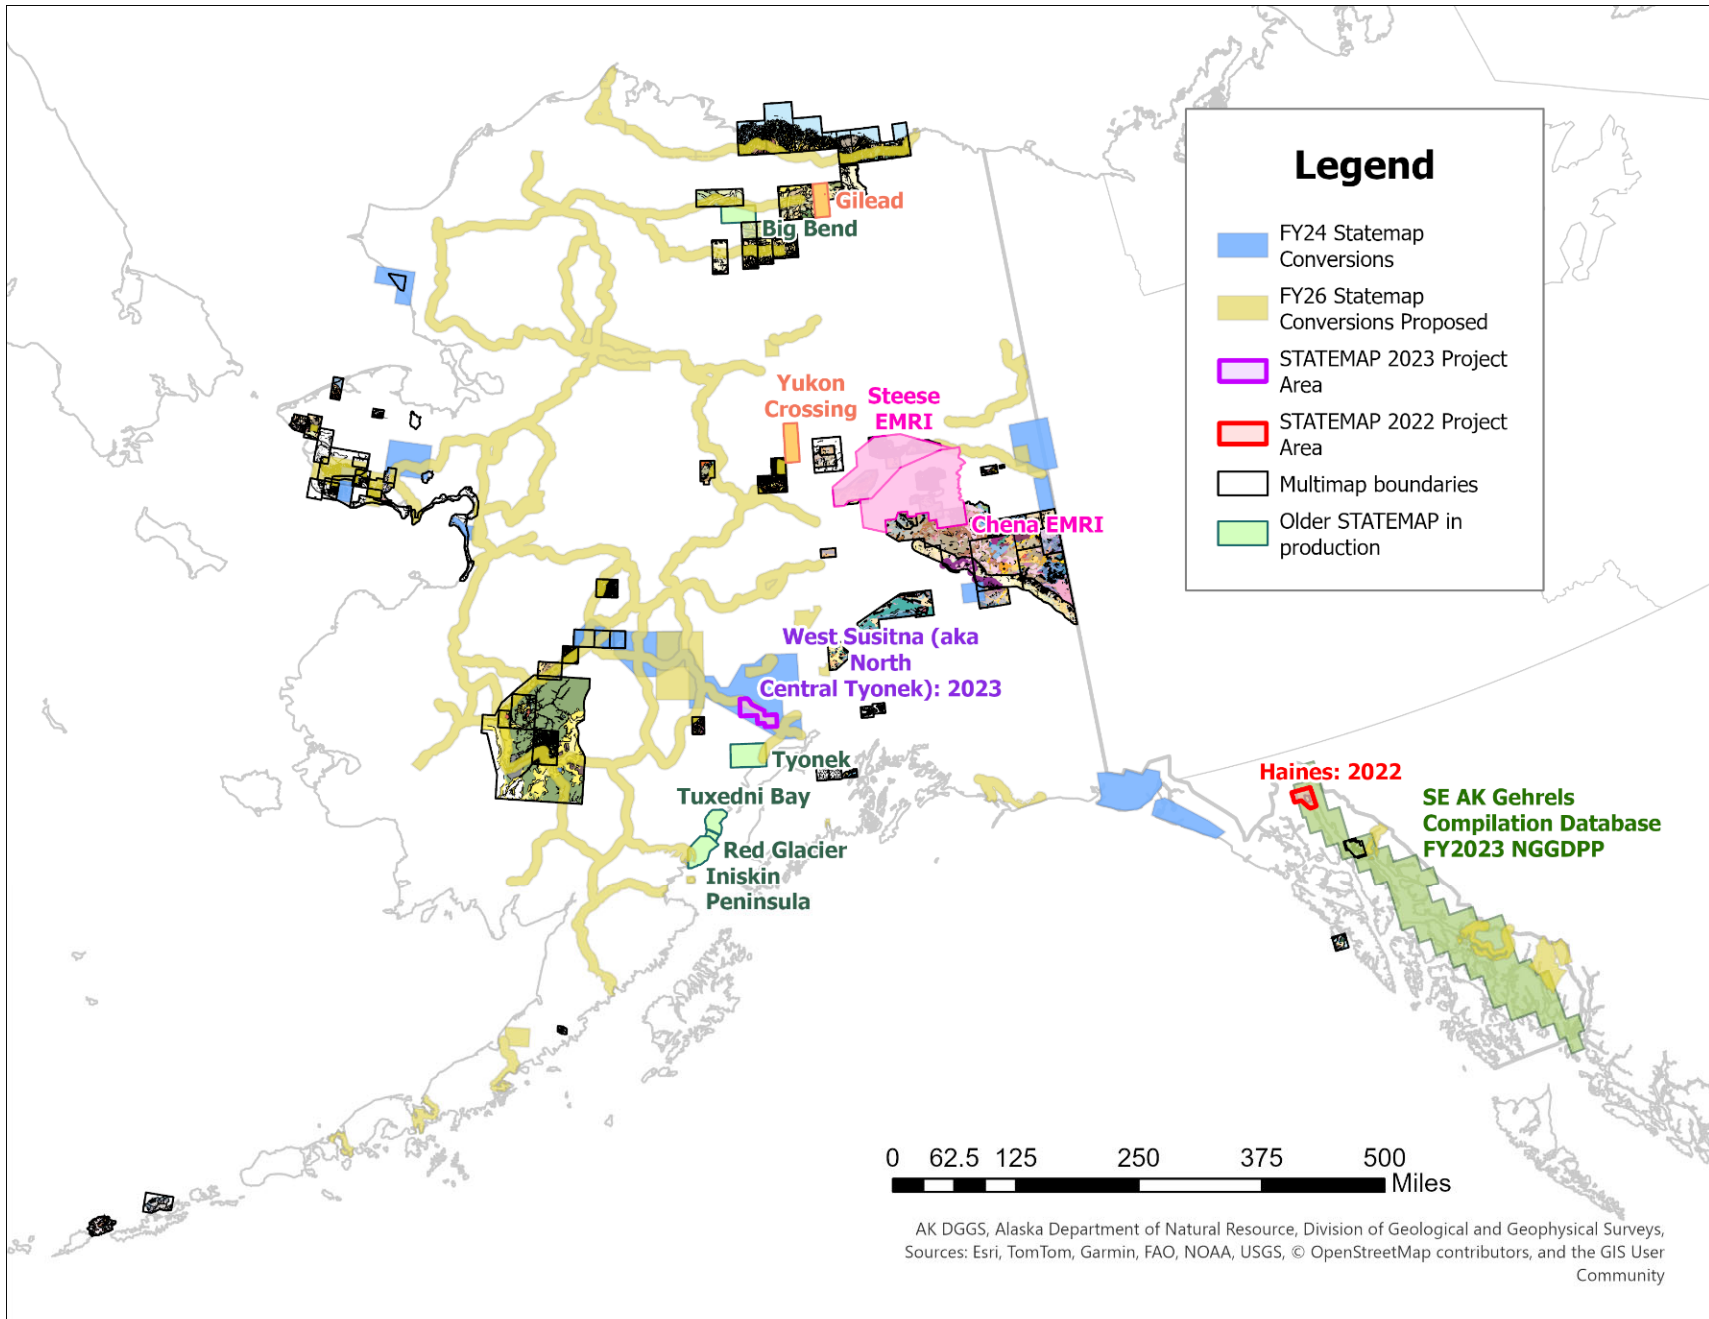 Legend
FY24 Statemap
Conversions
FY26 Statemap
Conversions Proposed
STATEMAP 2023 Project
Area
STATEMAP 2022 Project
Area
Multimap boundaries
Older STATEMAP in
production
Gilead
Big Bend
Yukon
Crossing
Steese
EMRI
Chena EMRI
West Susitna (aka
North
Central Tyonek): 2023
Tyonek
Tuxedni Bay
Red Glacier
Iniskin
Peninsula
Haines: 2022
SE AK Gehrels
Compilation Database
FY2023 NGGDPP
0 62.5 125 250 375 500
Miles
AK DGGS, Alaska Department of Natural Resource, Division of Geological and Geophysical Surveys,
Sources: Esri, TomTom, Garmin, FAO, NOAA, USGS, © OpenStreetMap contributors, and the GIS User
Community